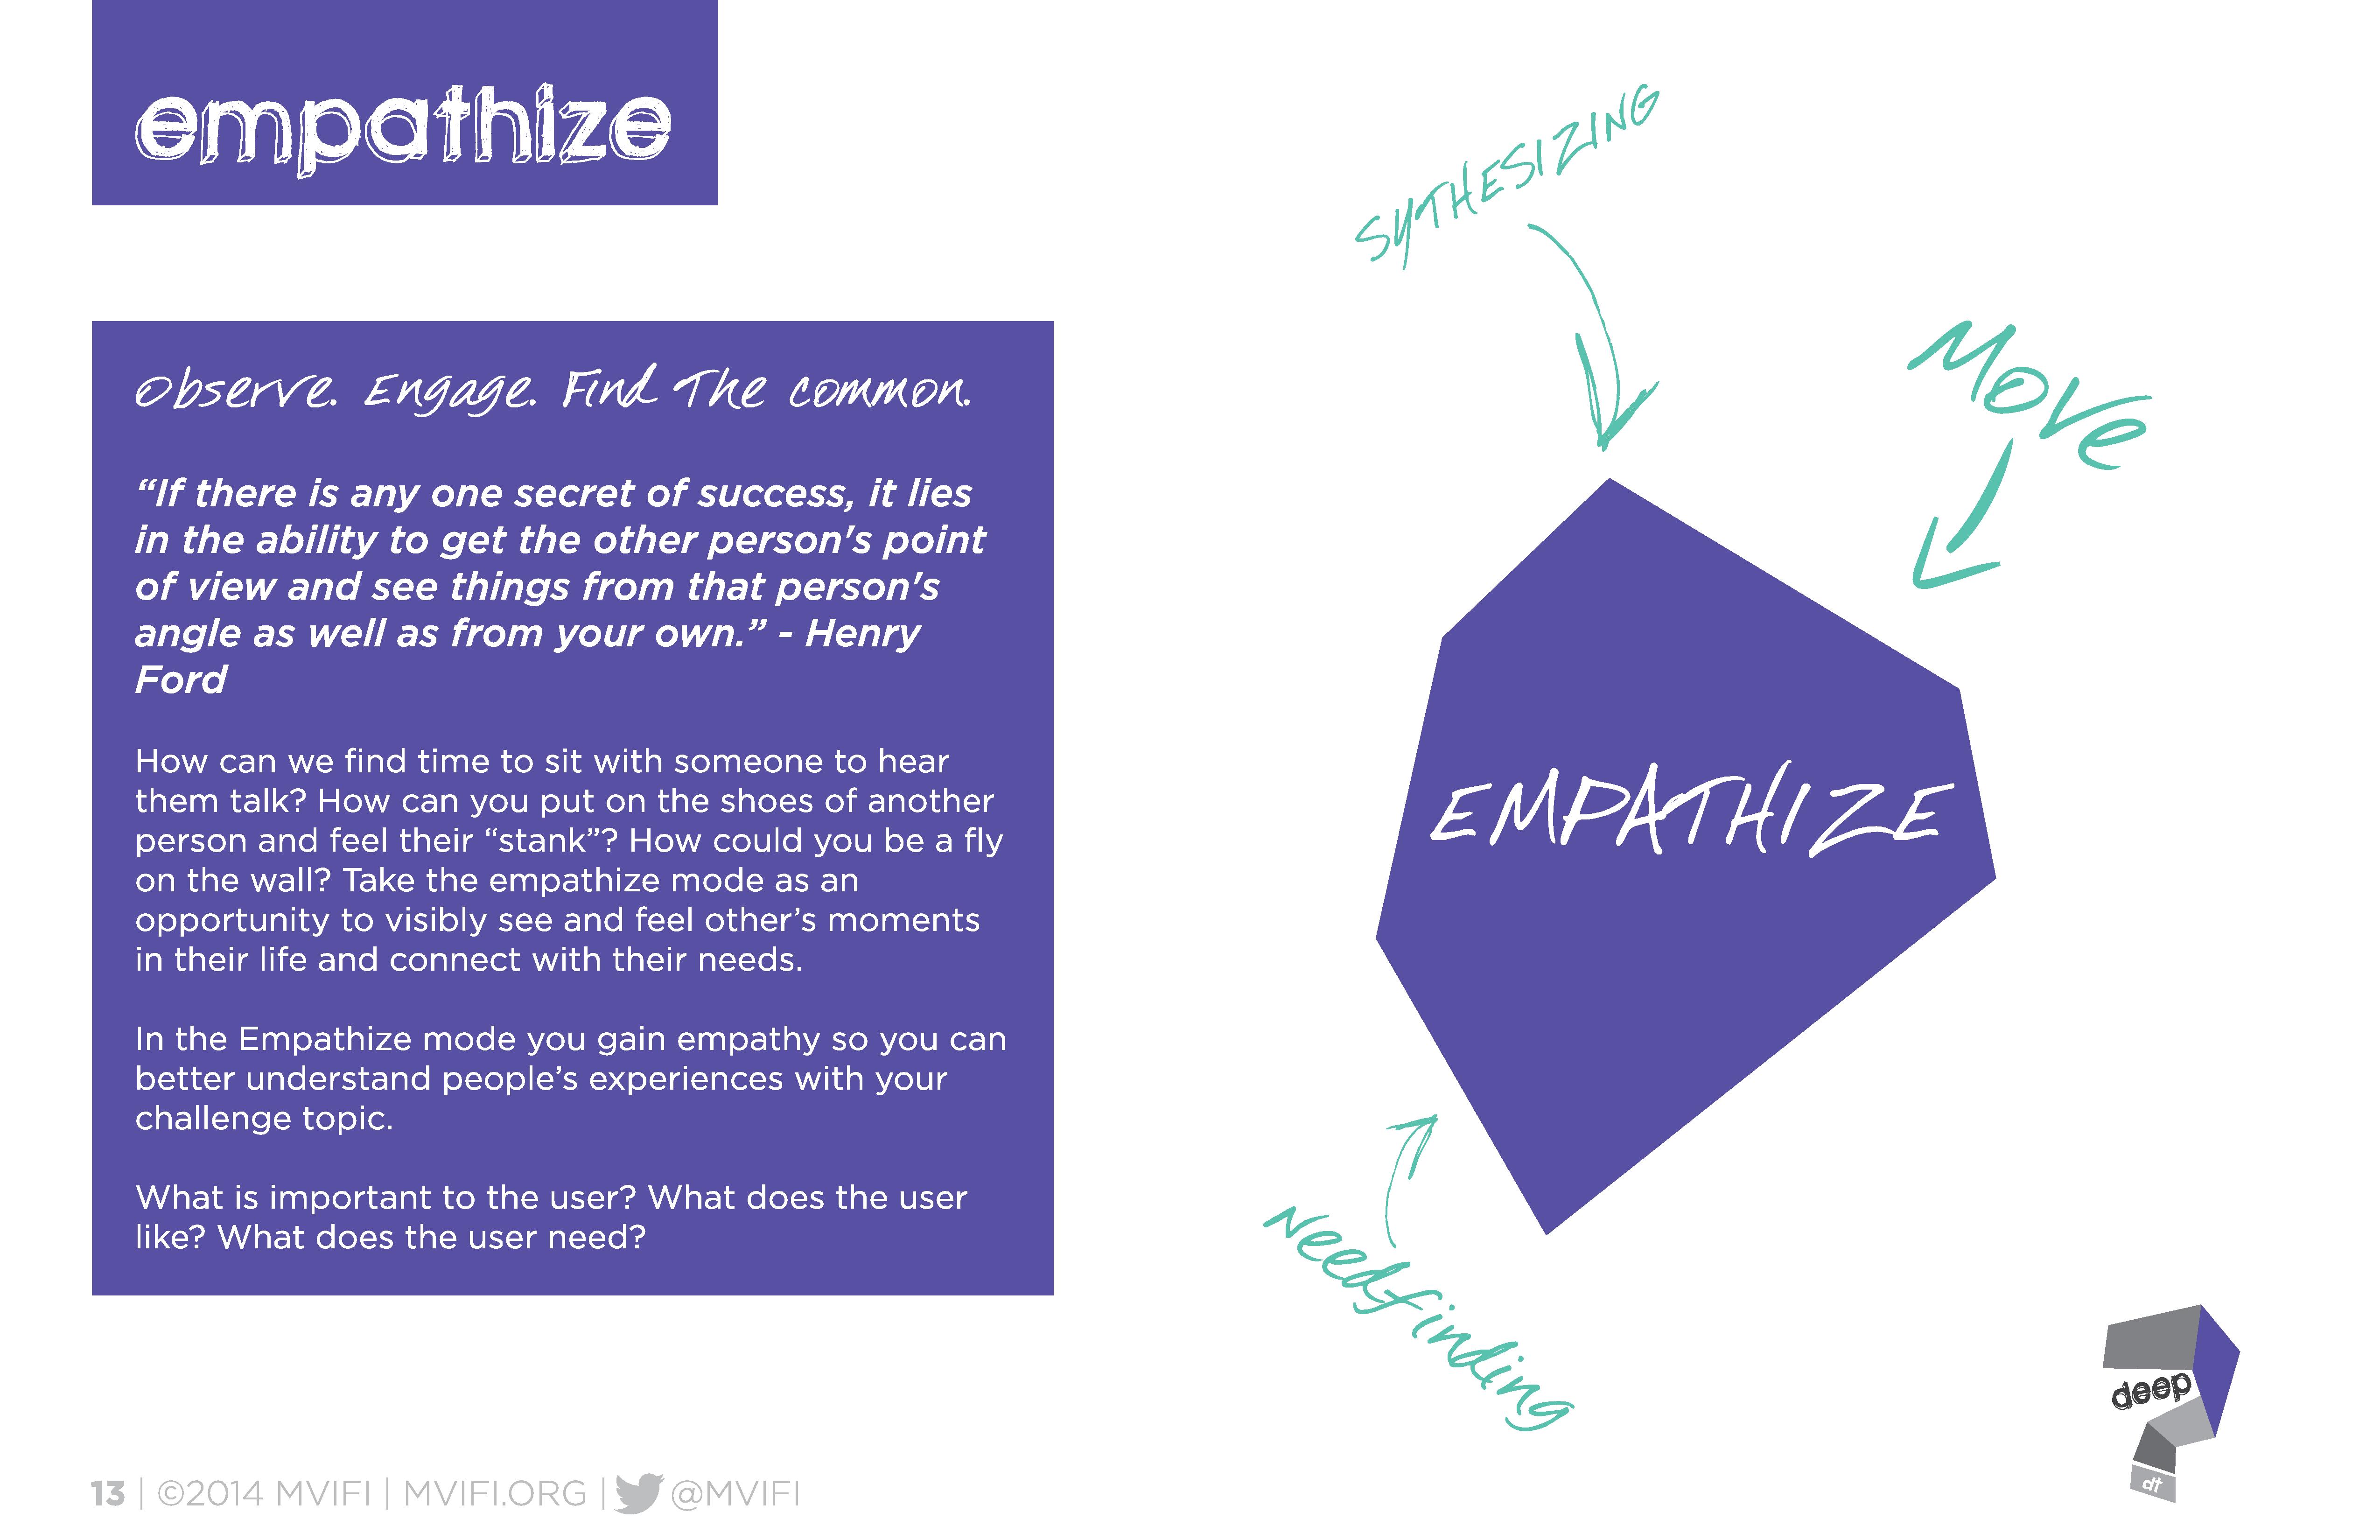 empathize
Observe. Engage. Find The common.
“If there is any one secret of success, it lies
in the ability to get the other person's point
of view and see things from that person's
angle as well as from your own.” - Henry
Ford
How can we find time to sit with someone to hear
them talk? How can you put on the shoes of another
person and feel their “stank”? How could you be a fly
on the wall? Take the empathize mode as an
opportunity to visibly see and feel other’s moments
in their life and connect with their needs.
In the Empathize mode you gain empathy so you can
better understand people’s experiences with your
challenge topic.
What is important to the user? What does the user
like? What does the user need?
SYTHESIZING
Move
EMPATHIZE
Needfinding
deep
dt
13 | ©2014 MVIFI | MVIFI.ORG | @MVIFI